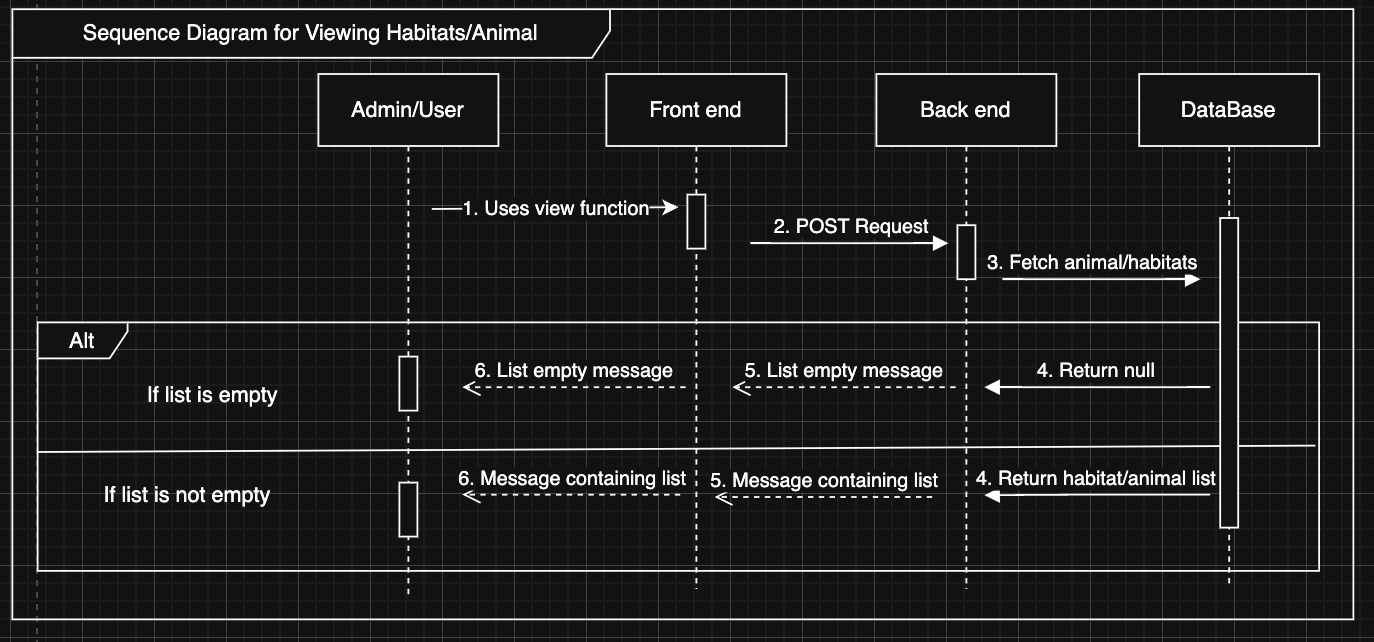 Sequence Diagram for Viewing Habitats/Animal
Admin/User
Front end
Back end
DataBase
1. Uses view function
2. POST Request
3. Fetch animal/habitats
Alt
If list is empty
6. List empty message
5. List empty message
4. Return null
If list is not empty
6. Message containing list
5. Message containing list
4. Return habitat/animal list